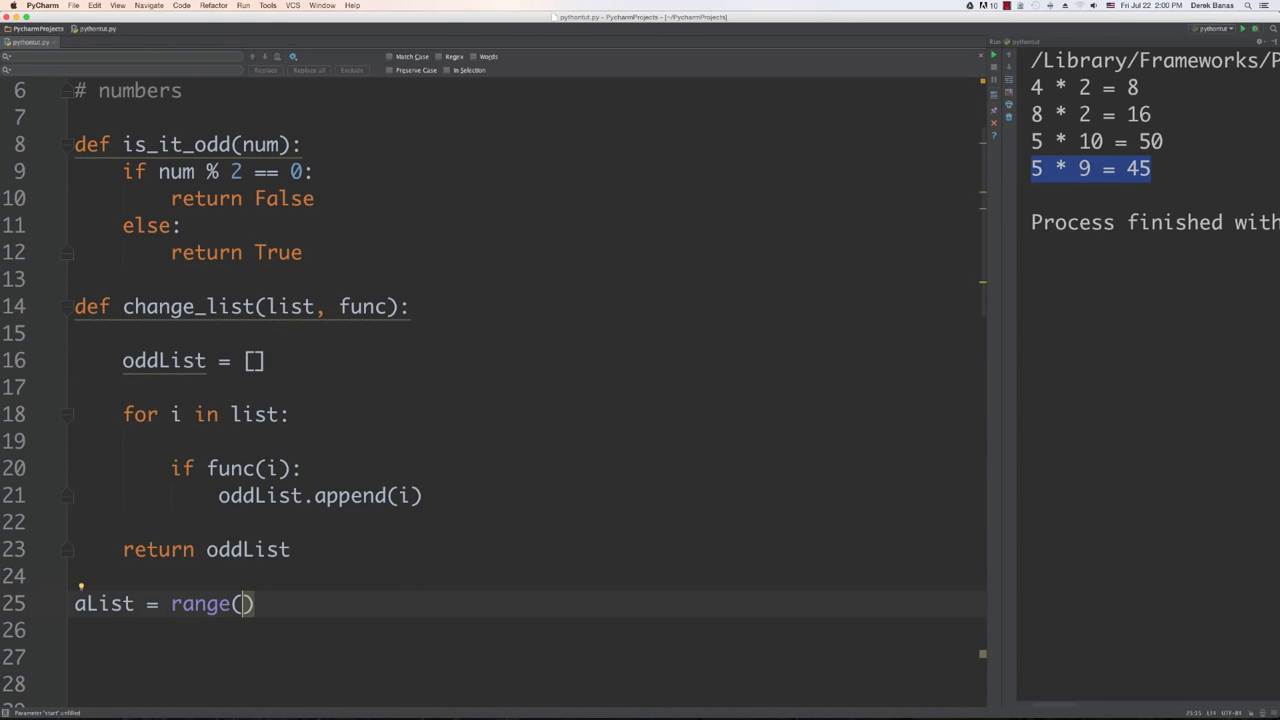 PyCharm File Edit View Navigate Code Refactor Run Tools VCS Window Help 10 Fri Jul 22 2:00 PM Derek Banas
pythontut.py - PycharmProjects - [~/PycharmProjects]
PycharmProjects pythontut.py pythontut
pythontut.py Run pythontut
Match Case Regex Words
Replace Replace all Exclude Preserve Case In Selection
6 # numbers
7
8 def is_it_odd(num):
9 if num % 2 == 0:
10 return False
11 else:
12 return True
13
14 def change_list(list, func):
15
16 oddList = []
17
18 for i in list:
19
20 if func(i):
21 oddList.append(i)
22
23 return oddList
24
25 aList = range()
26
27
28
/Library/Frameworks/P
4 * 2 = 8
8 * 2 = 16
5 * 10 = 50
5 * 9 = 45
Process finished with
Parameter 'start' unfilled 25:15 LF÷ UTF-8÷